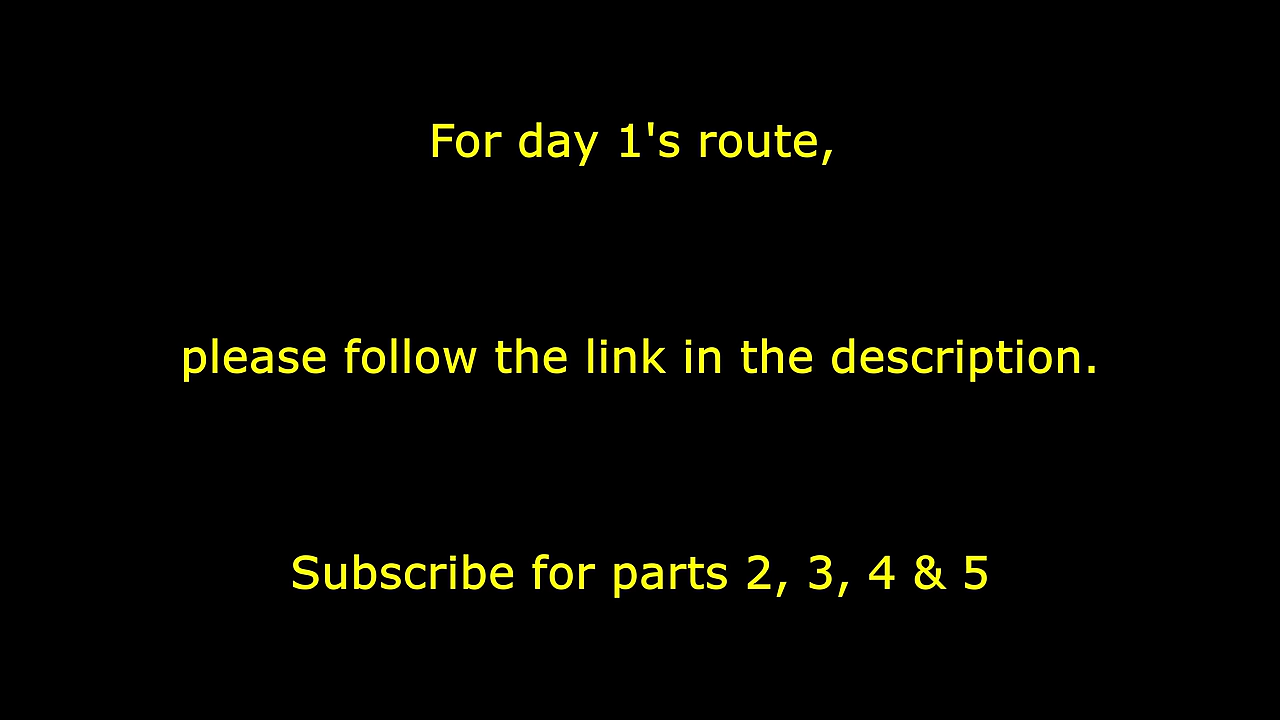 For day 1's route,
please follow the link in the description.
Subscribe for parts 2, 3, 4 & 5